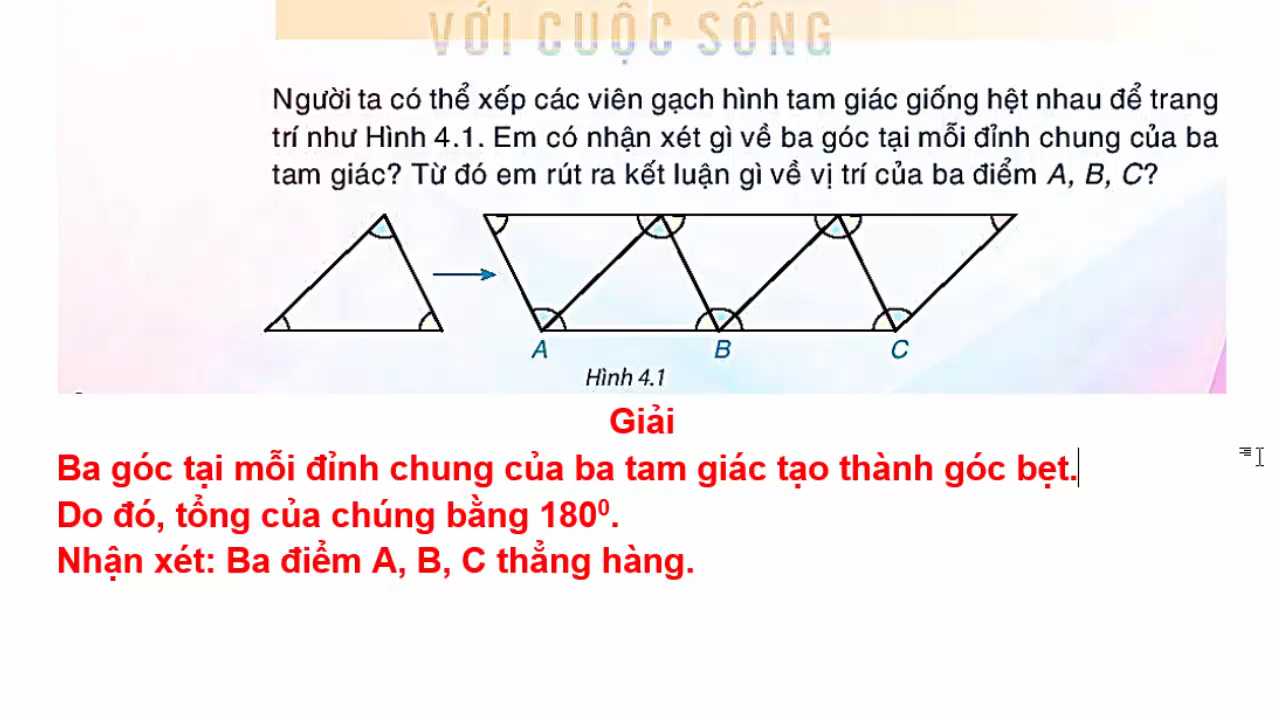 VỚI CUỘC SỐNG
Người ta có thể xếp các viên gạch hình tam giác giống hệt nhau để trang
trí như Hình 4.1. Em có nhận xét gì về ba góc tại mỗi đỉnh chung của ba
tam giác? Từ đó em rút ra kết luận gì về vị trí của ba điểm A, B, C?
A B C
Hình 4.1
Giải
Ba góc tại mỗi đỉnh chung của ba tam giác tạo thành góc bẹt.
Do đó, tổng của chúng bằng 180⁰.
Nhận xét: Ba điểm A, B, C thẳng hàng.